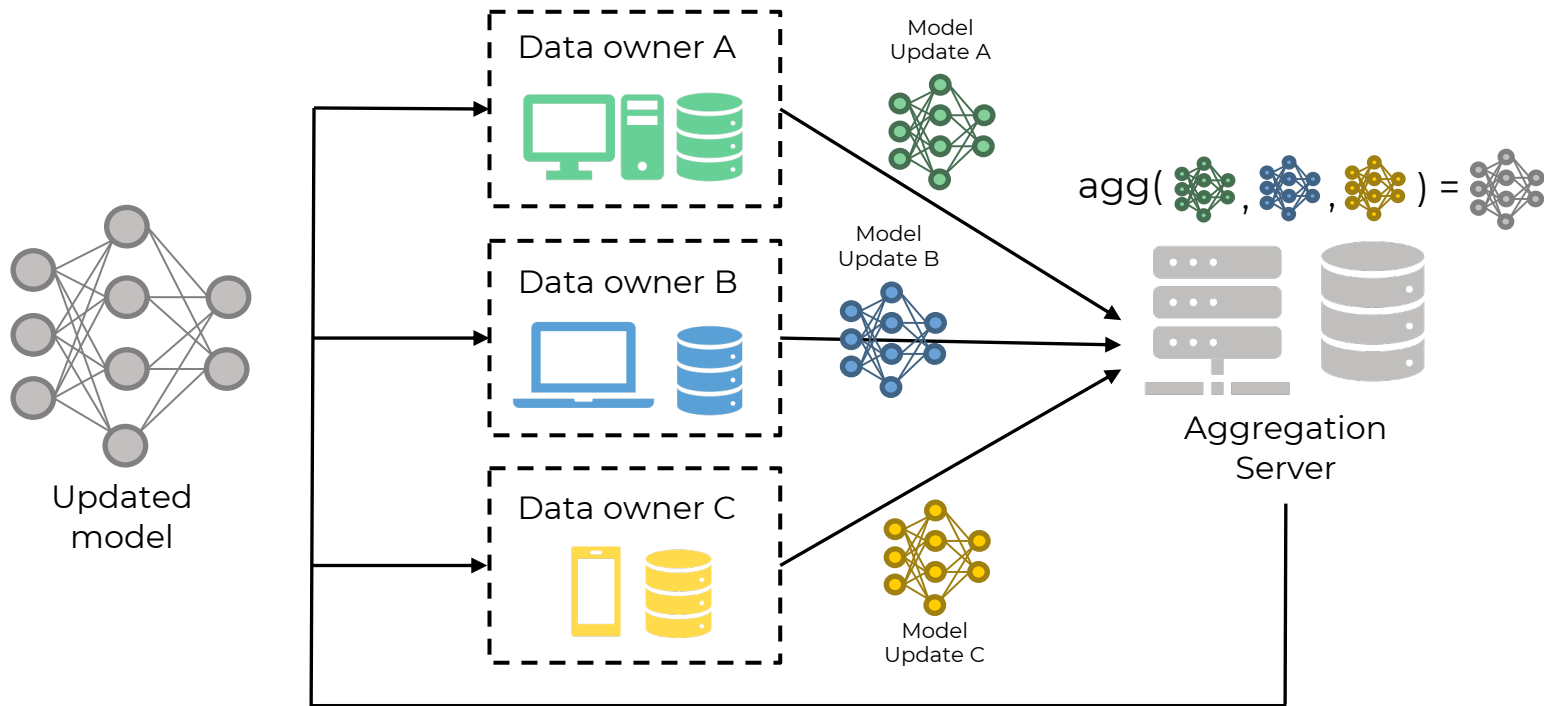 Data owner A
Model
Update A
agg( , , ) =
Data owner B
Model
Update B
Updated
model
Data owner C
Aggregation
Server
Model
Update C